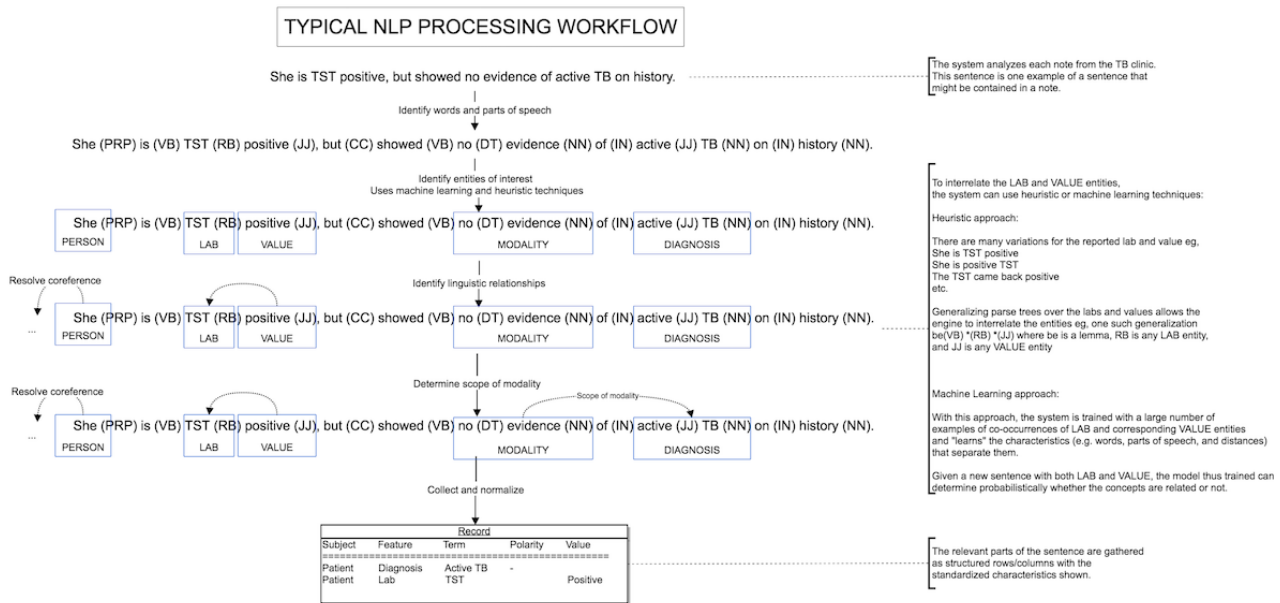 TYPICAL NLP PROCESSING WORKFLOW
She is TST positive, but showed no evidence of active TB on history.
The system analyzes each note from the TB clinic.
This sentence is one example of a sentence that
might be contained in a note.
Identify words and parts of speech
She (PRP) is (VB) TST (RB) positive (JJ), but (CC) showed (VB) no (DT) evidence (NN) of (IN) active (JJ) TB (NN) on (IN) history (NN).
Identify entities of interest
Uses machine learning and heuristic techniques
She (PRP) is (VB) TST (RB) positive (JJ), but (CC) showed (VB) no (DT) evidence (NN) of (IN) active (JJ) TB (NN) on (IN) history (NN).
PERSON LAB VALUE MODALITY DIAGNOSIS
Resolve coreference
Identify linguistic relationships
She (PRP) is (VB) TST (RB) positive (JJ), but (CC) showed (VB) no (DT) evidence (NN) of (IN) active (JJ) TB (NN) on (IN) history (NN).
...
PERSON LAB VALUE MODALITY DIAGNOSIS
Determine scope of modality
Resolve coreference
Scope of modality
She (PRP) is (VB) TST (RB) positive (JJ), but (CC) showed (VB) no (DT) evidence (NN) of (IN) active (JJ) TB (NN) on (IN) history (NN).
...
PERSON LAB VALUE MODALITY DIAGNOSIS
To interrelate the LAB and VALUE entities,
the system can use heuristic or machine learning techniques:
Heuristic approach:
There are many variations for the reported lab and value eg,
She is TST positive
She is positive TST
The TST came back positive
etc.
Generalizing parse trees over the labs and values allows the
engine to interrelate the entities eg, one such generalization
be(VB) *(RB) *(JJ) where be is a lemma, RB is any LAB entity,
and JJ is any VALUE entity
Machine Learning approach:
With this approach, the system is trained with a large number of
examples of co-occurrences of LAB and corresponding VALUE entities
and "learns" the characteristics (e.g. words, parts of speech, and distances)
that separate them.
Given a new sentence with both LAB and VALUE, the model thus trained can
determine probabilistically whether the concepts are related or not.
Collect and normalize
Record
Subject Feature Term Polarity Value
==================================================
Patient Diagnosis Active TB -
Patient Lab TST Positive
The relevant parts of the sentence are gathered
as structured rows/columns with the
standardized characteristics shown.